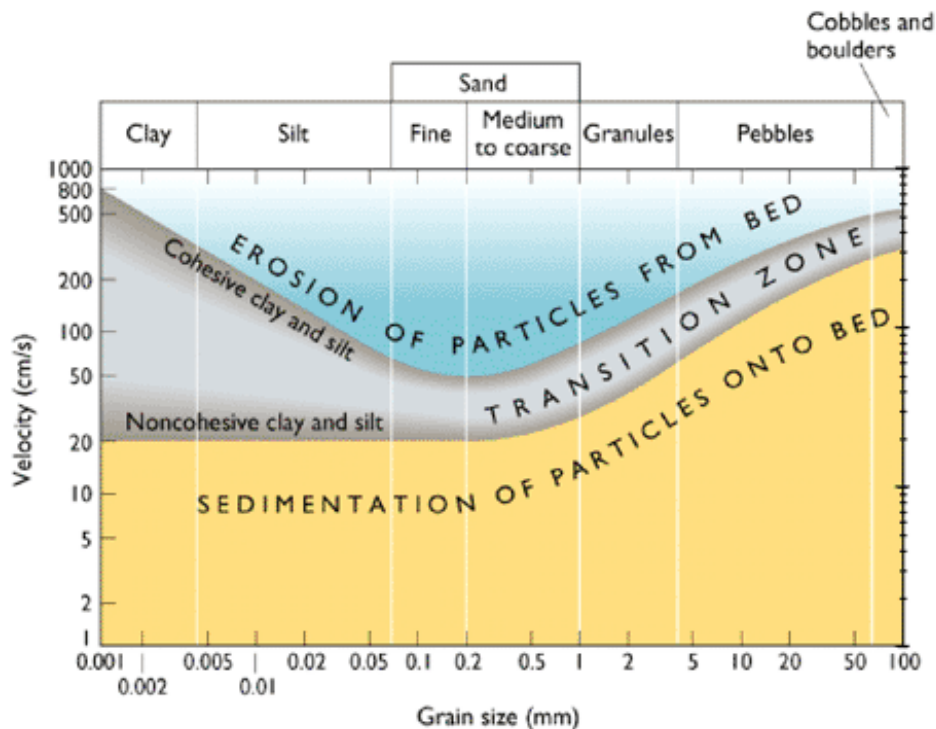 Cobbles and
boulders
Sand
Clay
Silt
Fine
Medium
to coarse
Granules
Pebbles
1000
800
500
200
100
50
20
10
5
2
1
Velocity (cm/s)
EROSION OF PARTICLES FROM BED
Cohesive clay and silt
TRANSITION ZONE
Noncohesive clay and silt
SEDIMENTATION OF PARTICLES ONTO BED
0.001
0.002
0.005
0.01
0.02
0.05
0.1
0.2
0.5
1
2
5
10
20
50
100
Grain size (mm)